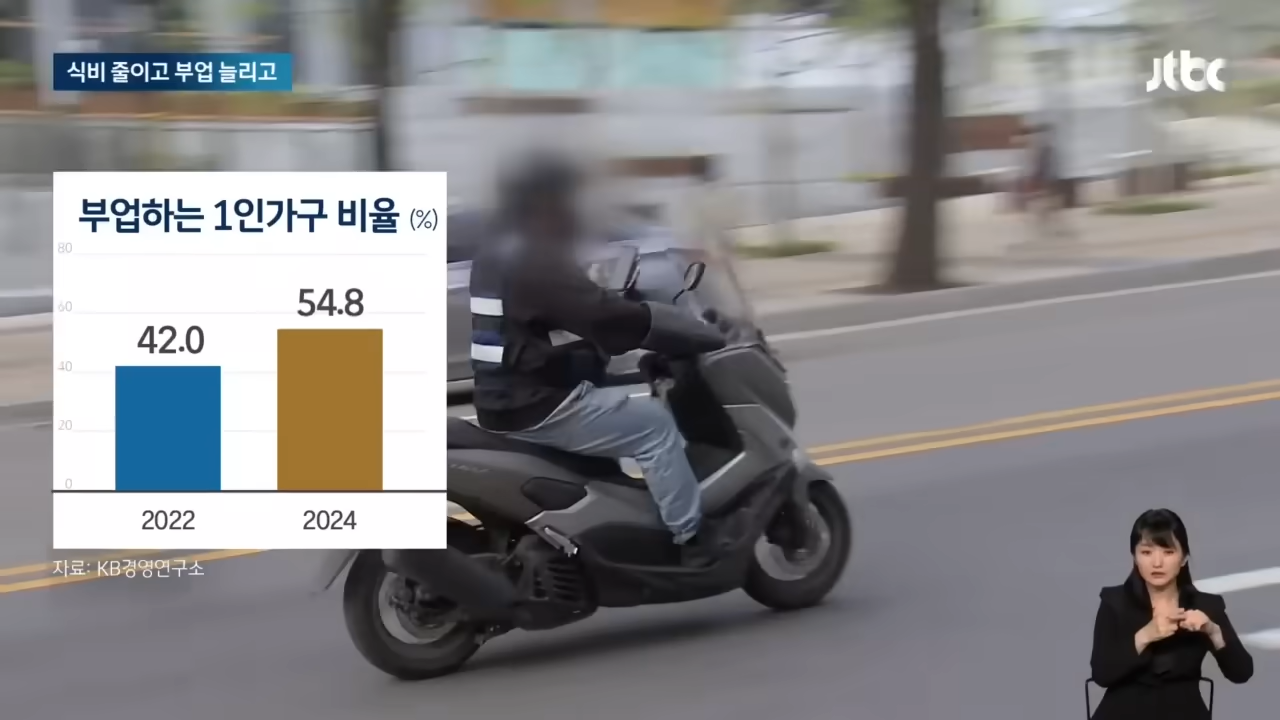 식비 줄이고 부업 늘리고
jtbc
부업하는 1인가구 비율 (%)
80
60
40
20
0
42.0
54.8
2022
2024
자료: KB경영연구소